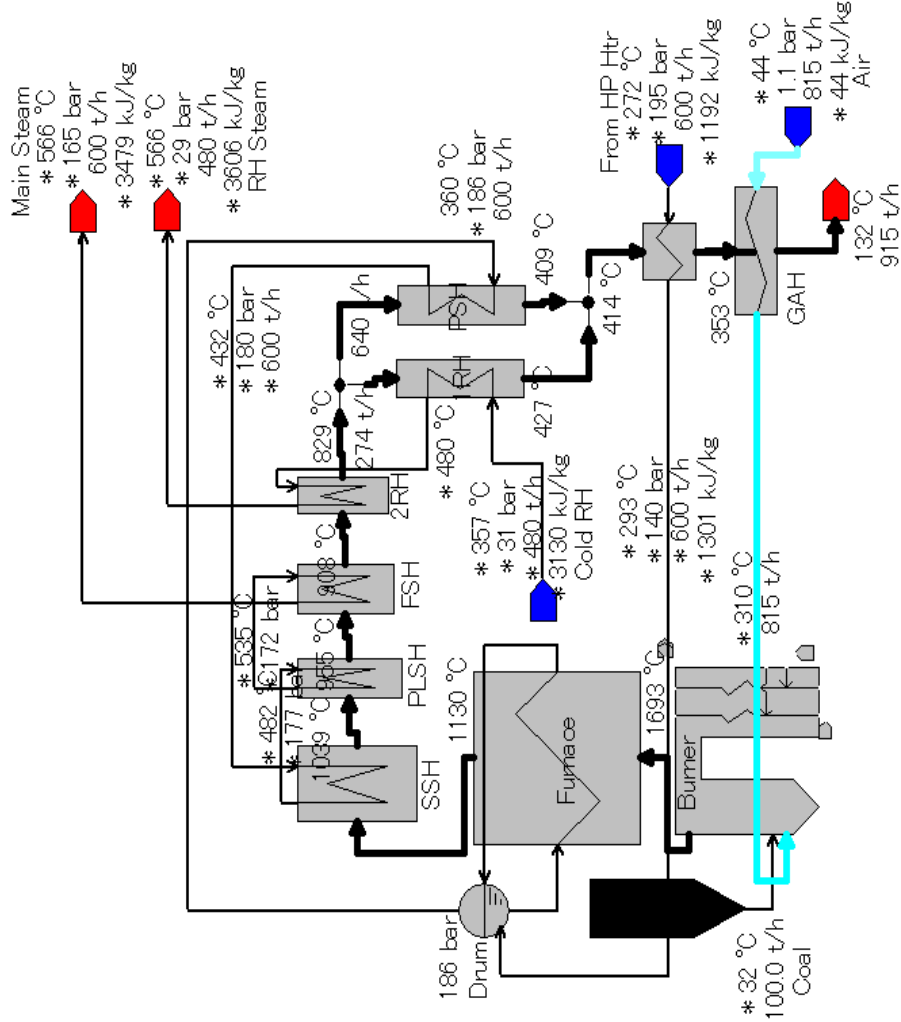 Main Steam
* 566 °C
* 165 bar
600 t/h
* 3479 kJ/kg
* 566 °C
* 29 bar
480 t/h
* 3606 kJ/kg
RH Steam
360 °C
* 186 bar
600 t/h
From HP Htr
* 272 °C
* 195 bar
600 t/h
* 1192 kJ/kg
* 44 °C
1.1 bar
815 t/h
* 44 kJ/kg
Air
* 432 °C
* 180 bar
* 600 t/h
640 t/h
PSH
409 °C
414 °C
353 °C
GAH
132 °C
915 t/h
829 °C
274 t/h
1RH
427 °C
* 480 °C
2RH
908 °C
FSH
* 535 °C
* 172 bar
955 °C
PLSH
* 482 °C
* 177 bar
1039 °C
SSH
* 357 °C
* 31 bar
* 480 t/h
* 3130 kJ/kg
Cold RH
* 293 °C
* 140 bar
* 600 t/h
* 1301 kJ/kg
* 310 °C
815 t/h
1130 °C
Furnace
1693 °C
Burner
186 bar
Drum
* 32 °C
100.0 t/h
Coal